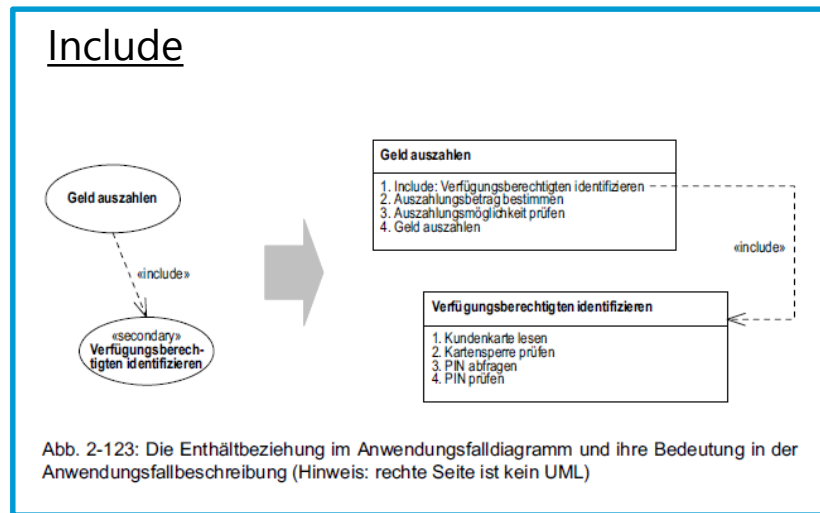 Include
Geld auszahlen
«include»
«secondary»
Verfügungsberech-
tigten identifizieren
Geld auszahlen
1. Include: Verfügungsberechtigten identifizieren
2. Auszahlungsbetrag bestimmen
3. Auszahlungsmöglichkeit prüfen
4. Geld auszahlen
«include»
Verfügungsberechtigten identifizieren
1. Kundenkarte lesen
2. Kartensperre prüfen
3. PIN abfragen
4. PIN prüfen
Abb. 2-123: Die Enthältbeziehung im Anwendungsfalldiagramm und ihre Bedeutung in der
Anwendungsfallbeschreibung (Hinweis: rechte Seite ist kein UML)